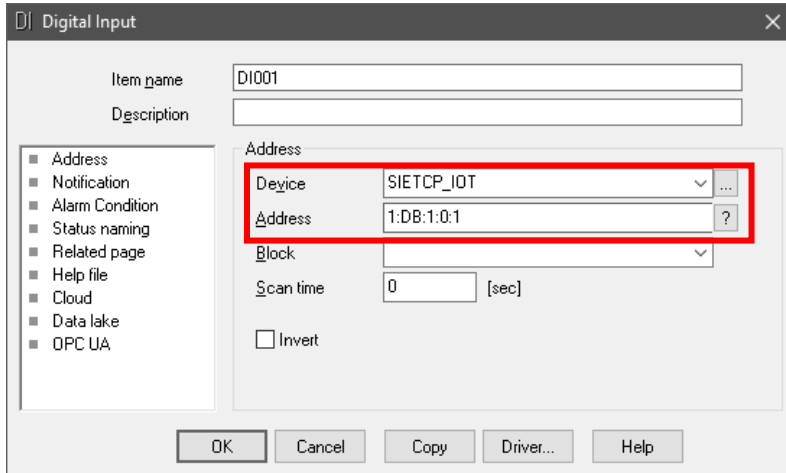 DI Digital Input
Item name DI001
Description
Address
Notification
Alarm Condition
Status naming
Related page
Help file
Cloud
Data lake
OPC UA
Address
Device SIETCP_IOT ...
Address 1:DB:1:0:1 ?
Block
Scan time 0 [sec]
Invert
OK Cancel Copy Driver... Help